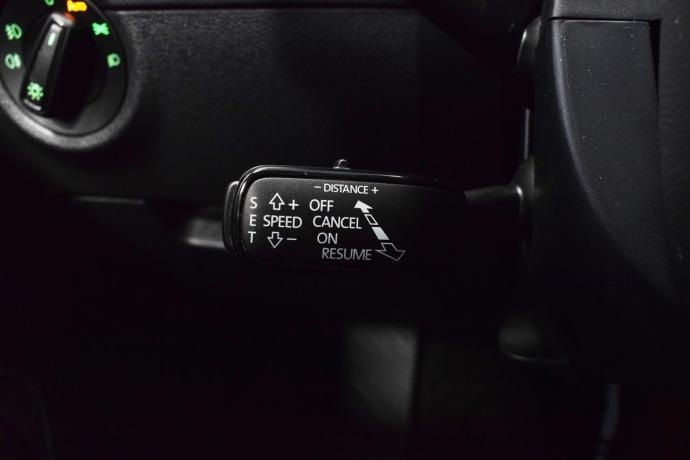 - DISTANCE +
S + OFF
E SPEED CANCEL
T - ON
RESUME